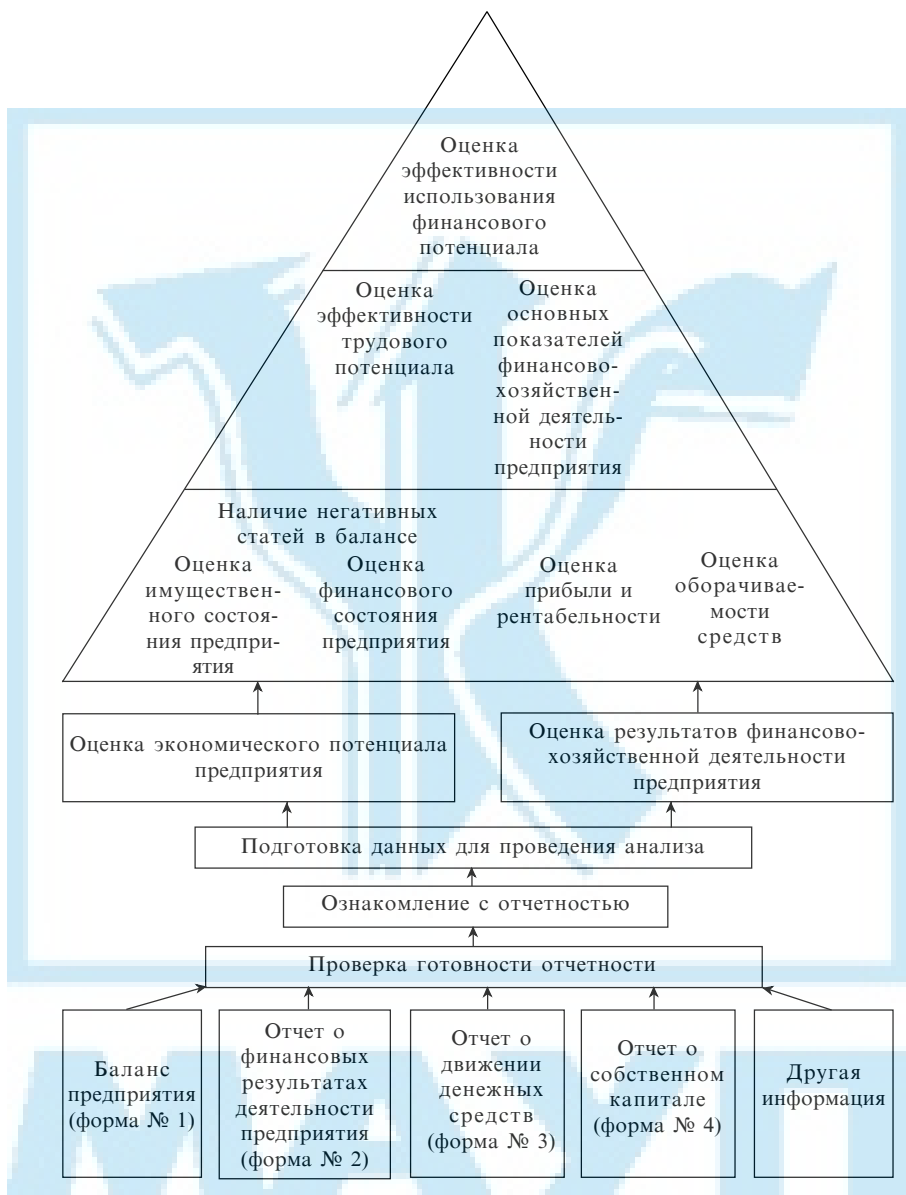 Оценка
эффективности
использования
финансового
потенциала
Оценка
эффективности
трудового
потенциала
Оценка
основных
показателей
финансово-
хозяйствен-
ной деятель-
ности
предприятия
Наличие негативных
статей в балансе
Оценка
имуществен-
ного состоя-
ния предпри-
ятия
Оценка
финансового
состояния
предприятия
Оценка
прибыли и
рентабельности
Оценка
оборачивае-
мости
средств
Оценка экономического потенциала
предприятия
Оценка результатов финансово-
хозяйственной деятельности
предприятия
Подготовка данных для проведения анализа
Ознакомление с отчетностью
Проверка готовности отчетности
Баланс
предприятия
(форма № 1)
Отчет о
финансовых
результатах
деятельности
предприятия
(форма № 2)
Отчет о
движении
денежных
средств
(форма № 3)
Отчет о
собственном
капитале
(форма № 4)
Другая
информация
МАУП